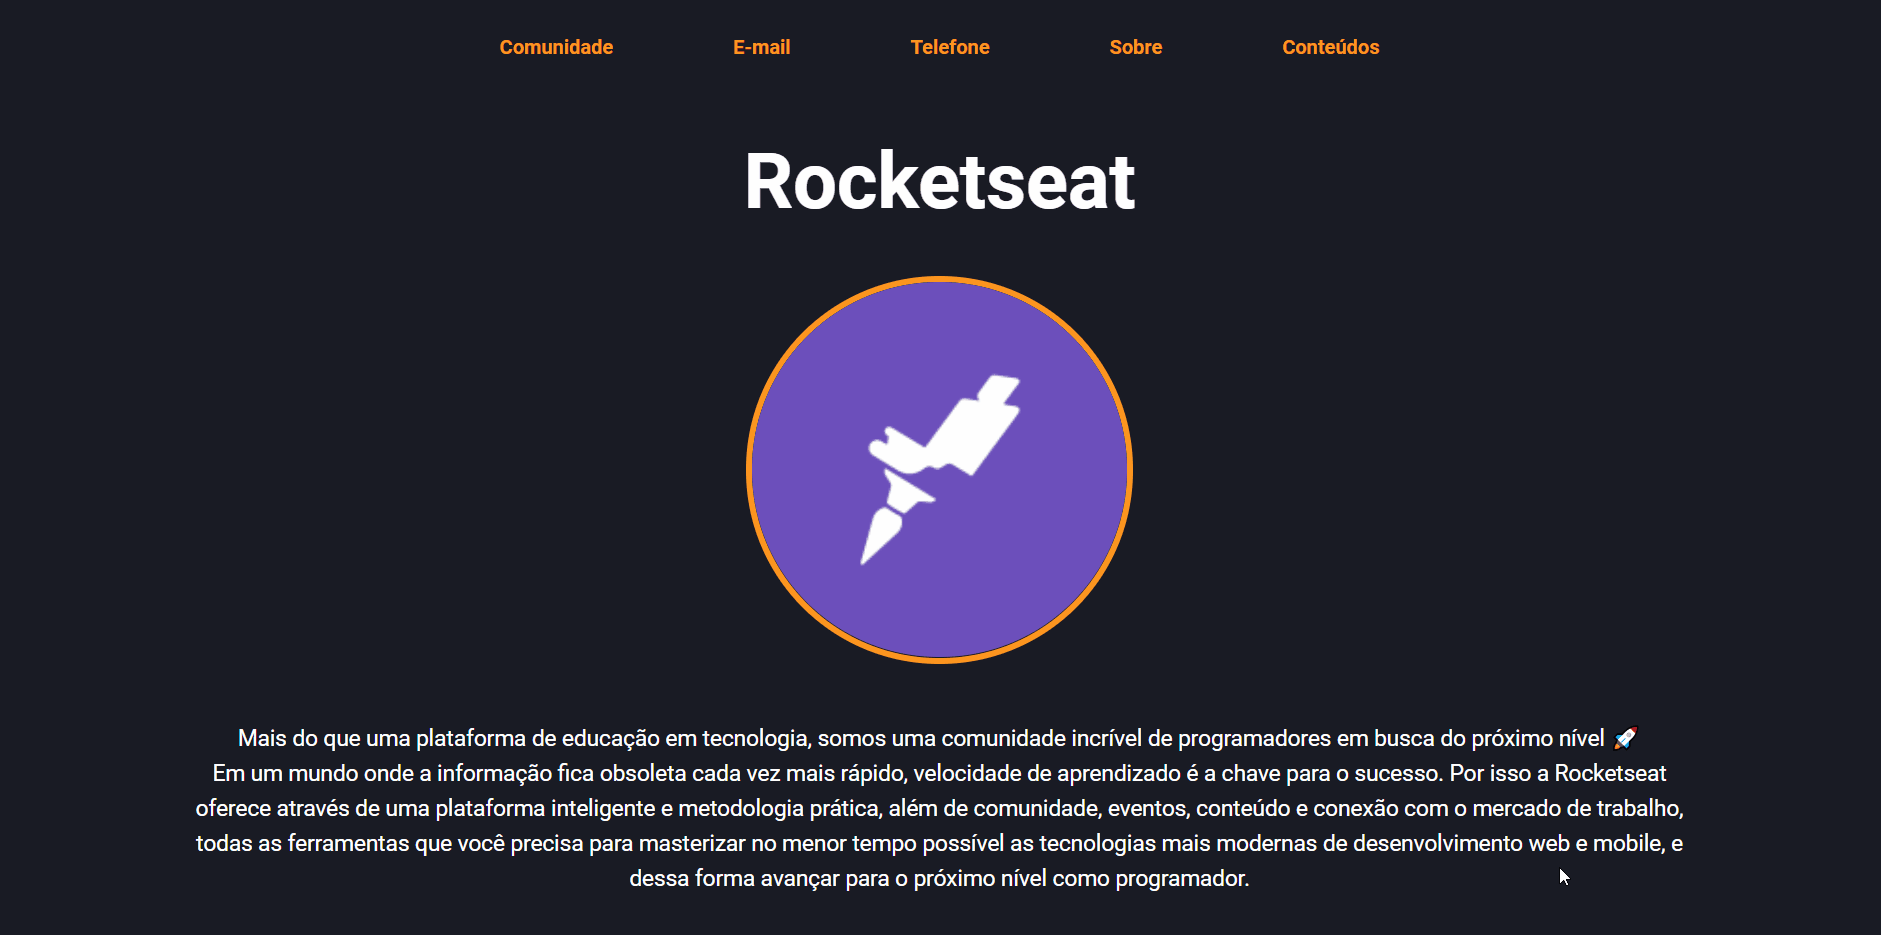 Comunidade E-mail Telefone Sobre Conteúdos
Rocketseat
Mais do que uma plataforma de educação em tecnologia, somos uma comunidade incrível de programadores em busca do próximo nível 🚀
Em um mundo onde a informação fica obsoleta cada vez mais rápido, velocidade de aprendizado é a chave para o sucesso. Por isso a Rocketseat
oferece através de uma plataforma inteligente e metodologia prática, além de comunidade, eventos, conteúdo e conexão com o mercado de trabalho,
todas as ferramentas que você precisa para masterizar no menor tempo possível as tecnologias mais modernas de desenvolvimento web e mobile, e
dessa forma avançar para o próximo nível como programador.